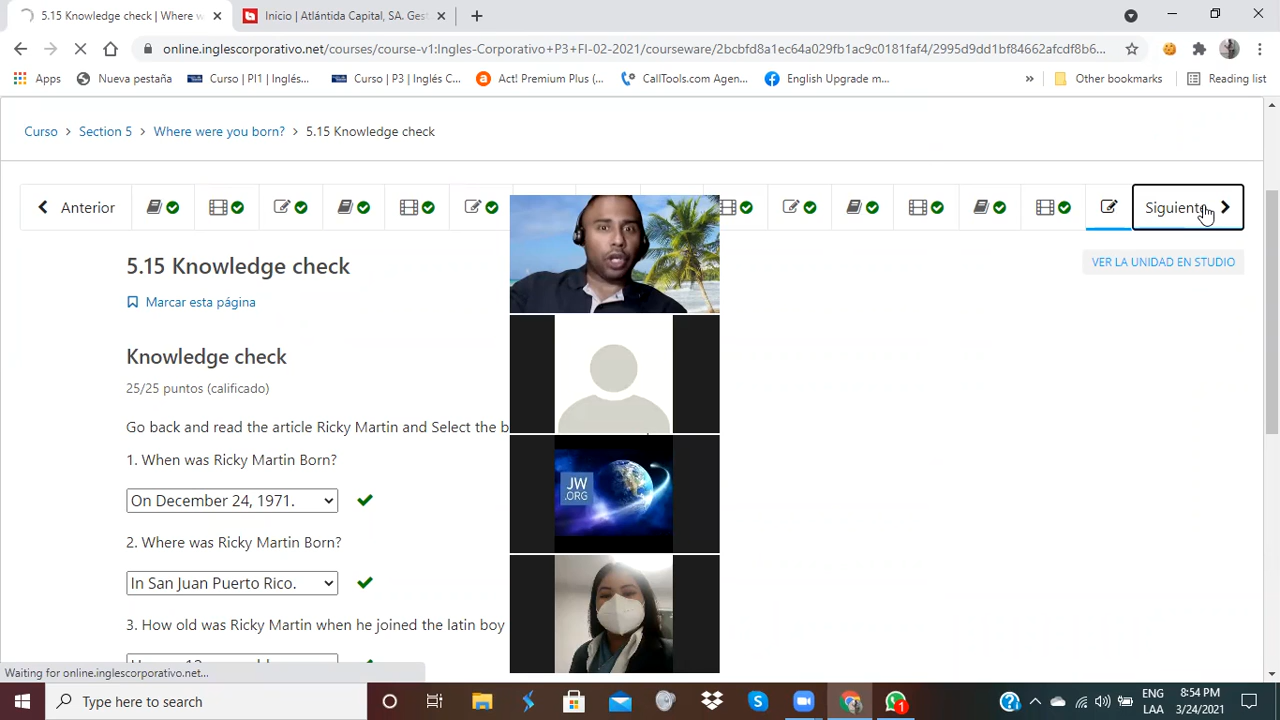 5.15 Knowledge check | Where w
Inicio | Atlántida Capital, SA. Gest
online.inglescorporativo.net/courses/course-v1:Ingles-Corporativo+P3+FI-02-2021/courseware/2bcbfd8a1ec64a029fb1ac9c0181faf4/2995d9dd1bf84662afcdf8b6...
Apps
Nueva pestaña
Curso | PI1 | Inglés...
Curso | P3 | Inglés C...
Act! Premium Plus (...
CallTools.com Agen...
English Upgrade m...
»
Other bookmarks
Reading list
Curso > Section 5 > Where were you born? > 5.15 Knowledge check
Anterior
Siguiente
5.15 Knowledge check
VER LA UNIDAD EN STUDIO
Marcar esta página
Knowledge check
25/25 puntos (calificado)
Go back and read the article Ricky Martin and Select the b
1. When was Ricky Martin Born?
On December 24, 1971.
2. Where was Ricky Martin Born?
In San Juan Puerto Rico.
3. How old was Ricky Martin when he joined the latin boy
JW
.ORG
Waiting for online.inglescorporativo.net...
Type here to search
1
ENG
LAA
8:54 PM
3/24/2021